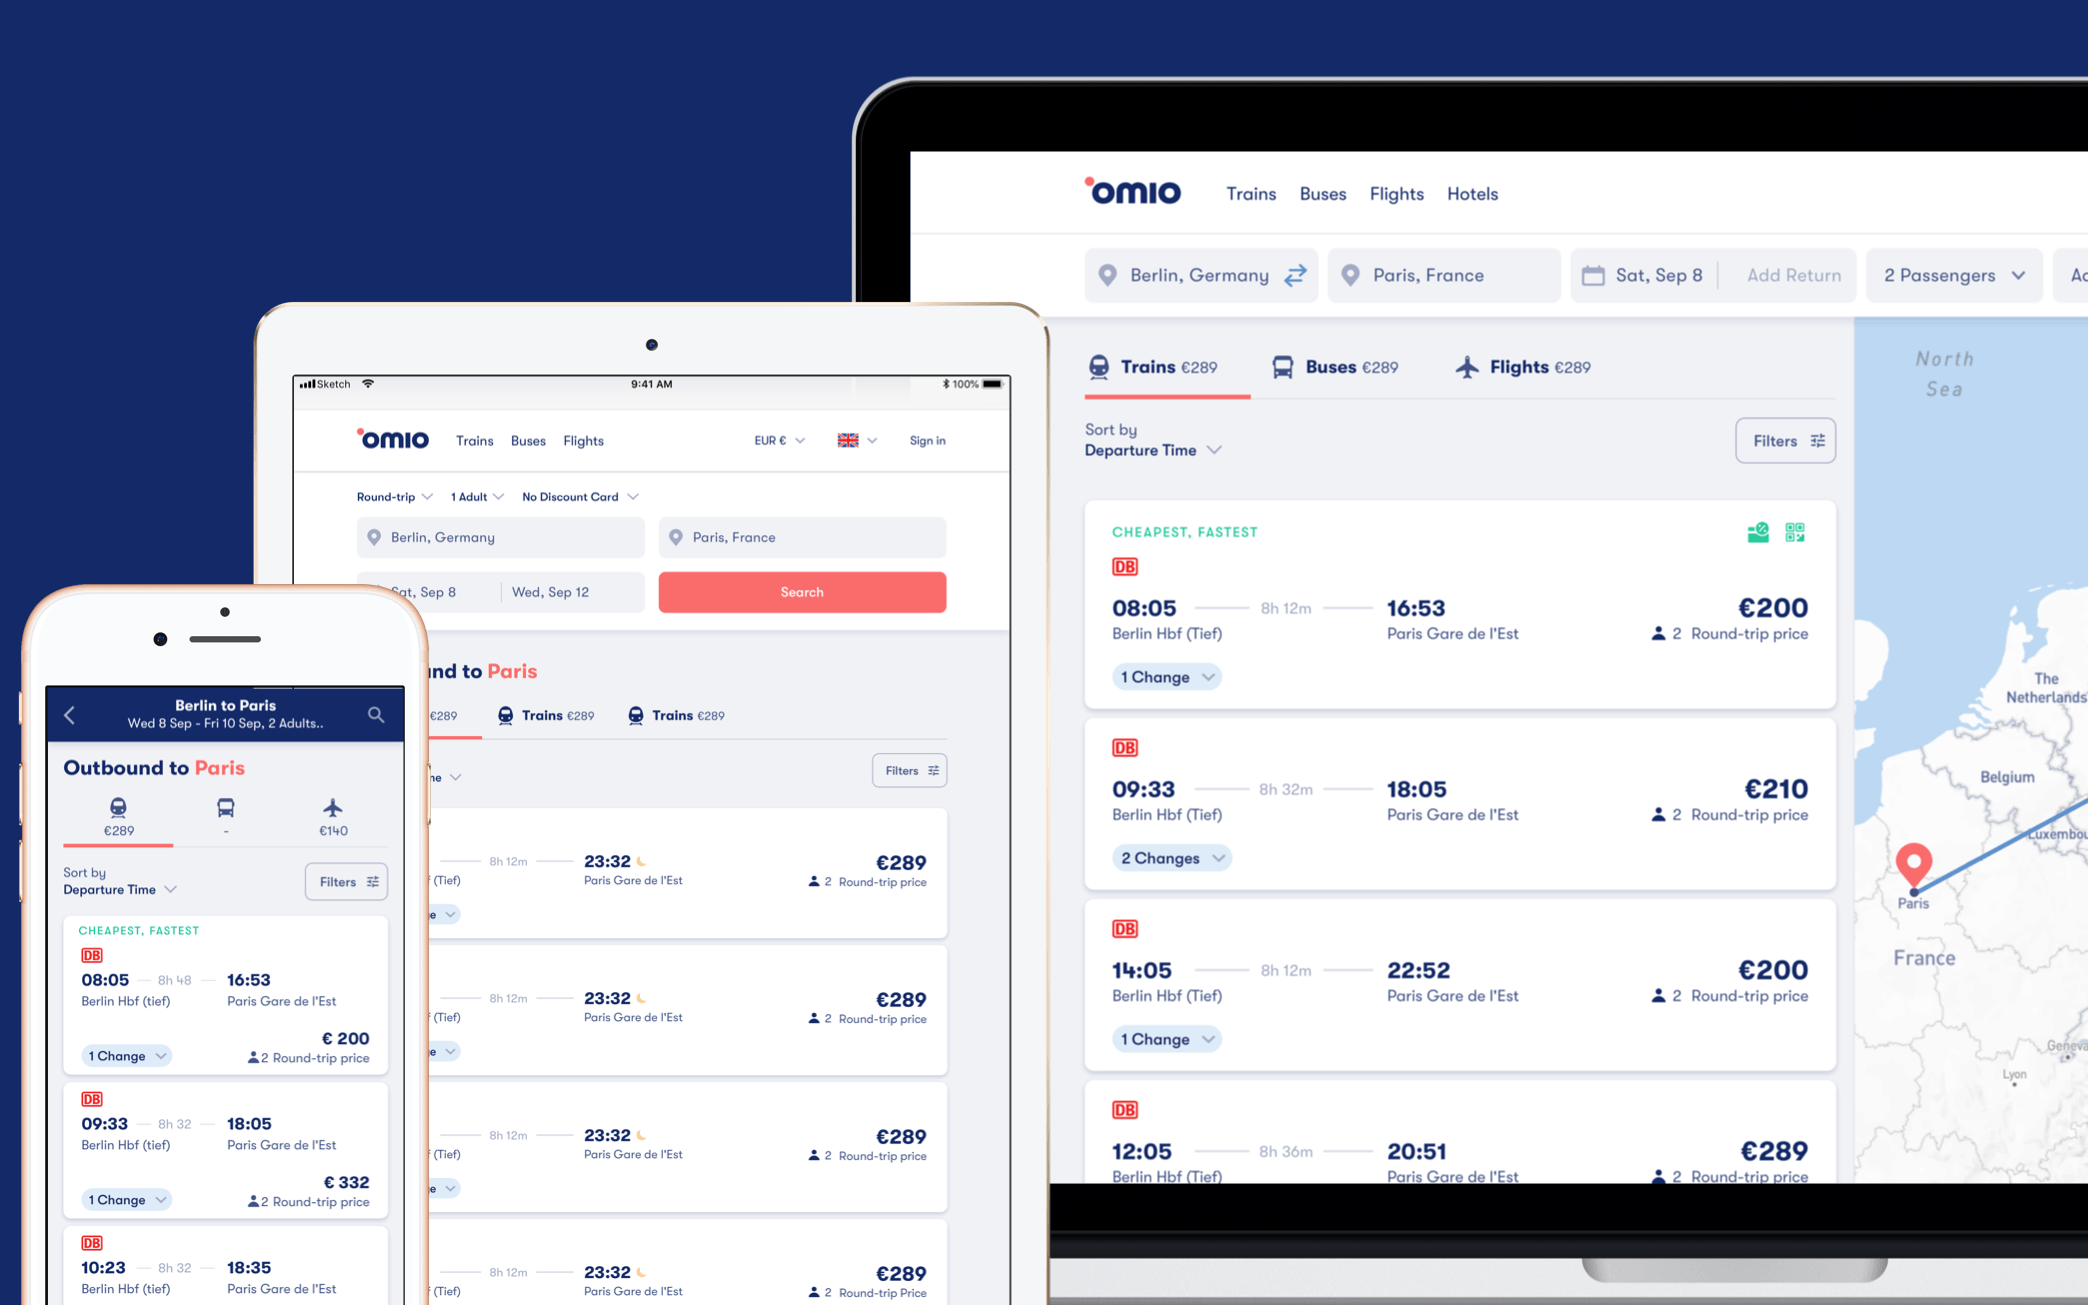 omio Trains Buses Flights Hotels
Berlin, Germany Paris, France Sat, Sep 8 Add Return 2 Passengers
Trains €289 Buses €289 Flights €289
Sort by
Departure Time
Filters
CHEAPEST, FASTEST
DB
08:05 8h 12m 16:53 €200
Berlin Hbf (Tief) Paris Gare de l'Est 2 Round-trip price
1 Change
DB
09:33 8h 32m 18:05 €210
Berlin Hbf (Tief) Paris Gare de l'Est 2 Round-trip price
2 Changes
DB
14:05 8h 12m 22:52 €200
Berlin Hbf (Tief) Paris Gare de l'Est 2 Round-trip price
1 Change
DB
12:05 8h 36m 20:51 €289
Berlin Hbf (Tief) Paris Gare de l'Est 2 Round-trip price
North
Sea
The
Netherlands
Belgium
Luxembou
Paris
France
Geneva
Lyon
Sketch 9:41 AM 100%
omio Trains Buses Flights EUR € Sign in
Round-trip 1 Adult No Discount Card
Berlin, Germany Paris, France
Sat, Sep 8 Wed, Sep 12 Search
nd to Paris
€289 Trains €289 Trains €289
me Filters
8h 12m 23:32 €289
(Tief) Paris Gare de l'Est 2 Round-trip price
e
8h 12m 23:32 €289
(Tief) Paris Gare de l'Est 2 Round-trip price
e
8h 12m 23:32 €289
(Tief) Paris Gare de l'Est 2 Round-trip price
e
8h 12m 23:32 €289
(Tief) Paris Gare de l'Est 2 Round-trip Price
Berlin to Paris
Wed 8 Sep - Fri 10 Sep, 2 Adults..
Outbound to Paris
€289 - €140
Sort by
Departure Time
Filters
CHEAPEST, FASTEST
DB
08:05 8h 48 16:53
Berlin Hbf (tief) Paris Gare de l'Est
€ 200
1 Change 2 Round-trip price
DB
09:33 8h 32 18:05
Berlin Hbf (tief) Paris Gare de l'Est
€ 332
1 Change 2 Round-trip price
DB
10:23 8h 32 18:35
Berlin Hbf (tief) Paris Gare de l'Est